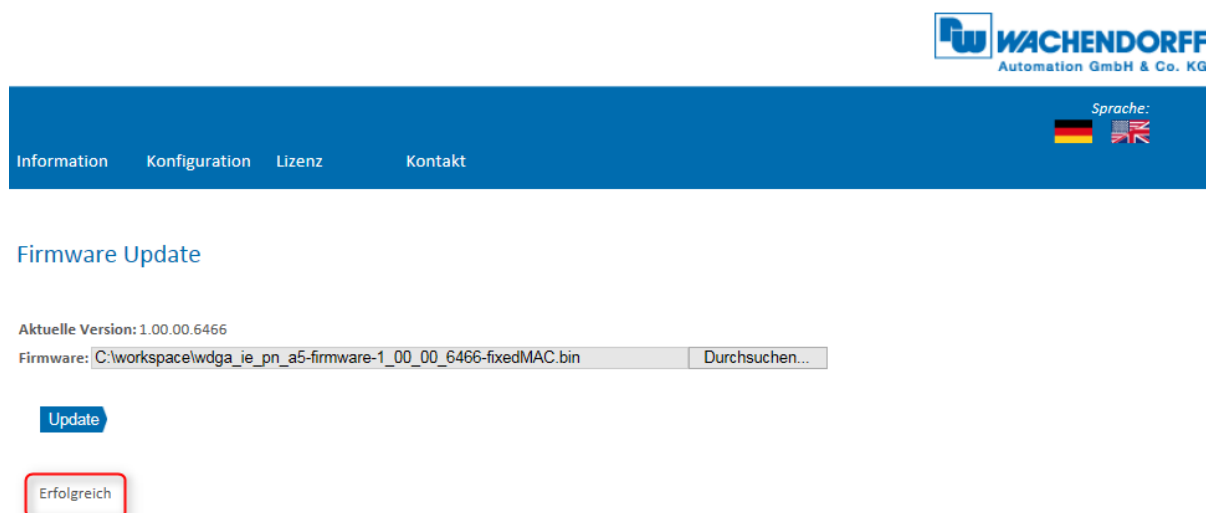 WACHENDORFF
Automation GmbH & Co. KG
Sprache:
Information Konfiguration Lizenz Kontakt
Firmware Update
Aktuelle Version: 1.00.00.6466
Firmware: C:\workspace\wdga_ie_pn_a5-firmware-1_00_00_6466-fixedMAC.bin Durchsuchen...
Update
Erfolgreich